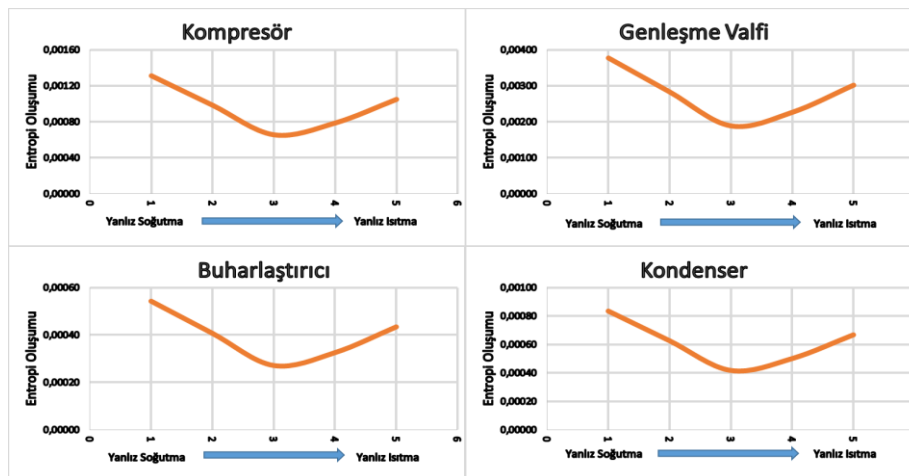 Kompresör
Entropi Oluşumu
0,00160
0,00120
0,00080
0,00040
0,00000
0 1 2 3 4 5 6
Yanlız Soğutma Yanlız Isıtma
Genleşme Valfi
Entropi Oluşumu
0,00400
0,00300
0,00200
0,00100
0,00000
0 1 2 3 4 5
Yanlız Soğutma Yanlız Isıtma
Buharlaştırıcı
Entropi Oluşumu
0,00060
0,00040
0,00020
0,00000
0 1 2 3 4 5 6
Yanlız Soğutma Yanlız Isıtma
Kondenser
Entropi Oluşumu
0,00100
0,00080
0,00060
0,00040
0,00020
0,00000
0 1 2 3 4 5
Yanlız Soğutma Yanlız Isıtma